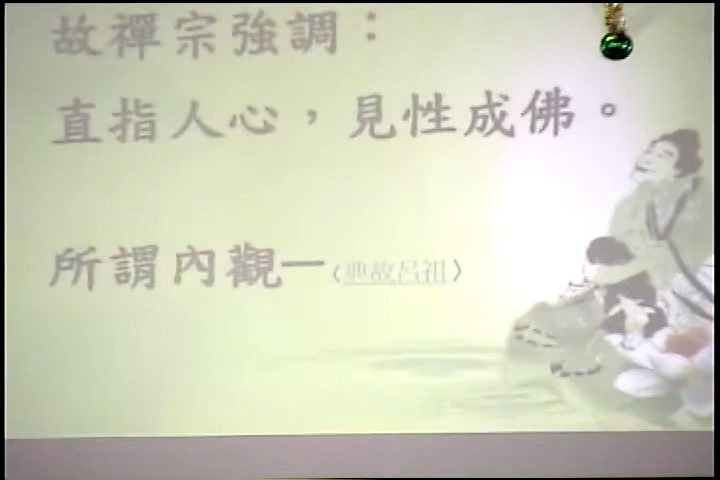 故禪宗強調：
直指人心，見性成佛。
所謂內觀—〈典故呂祖〉